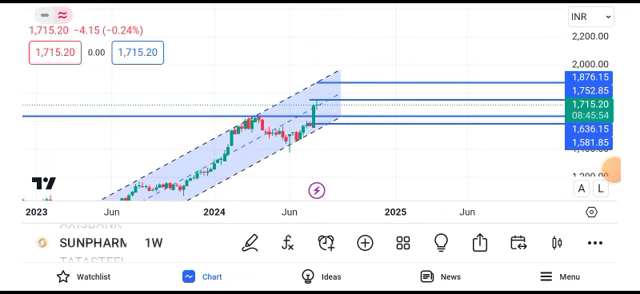 INR
1,715.20 −4.15 (−0.24%)
1,715.20 0.00 1,715.20
2,200.00
2,000.00
1,876.15
1,752.85
1,715.20
08:45:54
1,636.15
1,581.85
A L
2023 Jun 2024 Jun 2025 Jun
AXISBANK
SUNPHARM 1W
TATASTEEL
Watchlist Chart Ideas News Menu